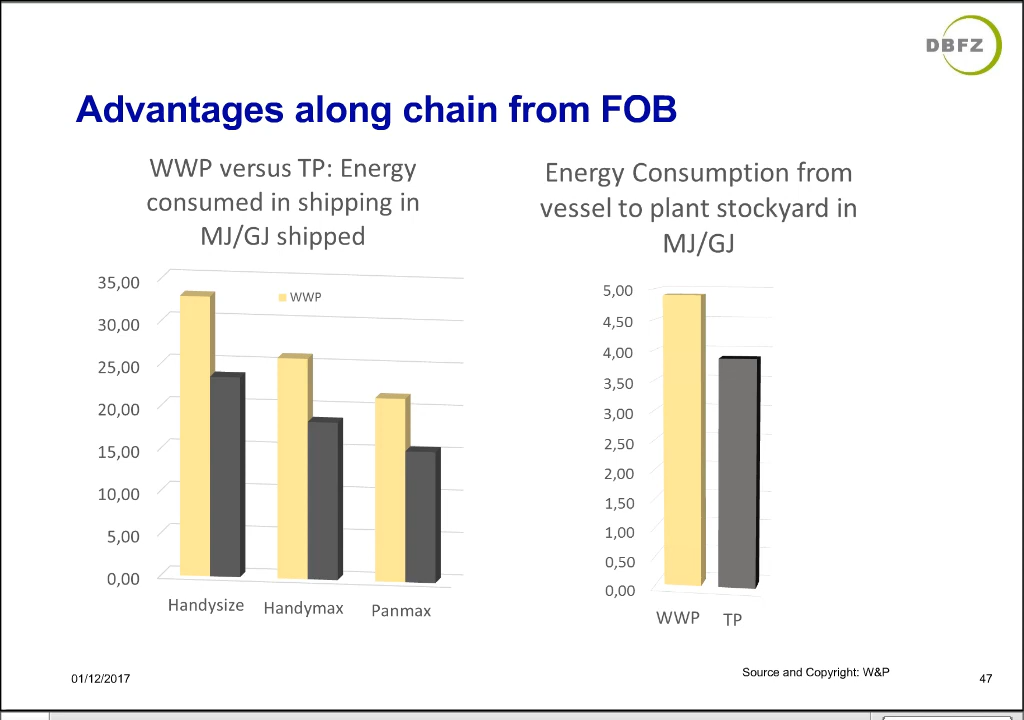 DBFZ
Advantages along chain from FOB
WWP versus TP: Energy
consumed in shipping in
MJ/GJ shipped
35,00
30,00
25,00
20,00
15,00
10,00
5,00
0,00
WWP
Handysize
Handymax
Panmax
Energy Consumption from
vessel to plant stockyard in
MJ/GJ
5,00
4,50
4,00
3,50
3,00
2,50
2,00
1,50
1,00
0,50
0,00
WWP
TP
01/12/2017
Source and Copyright: W&P
47